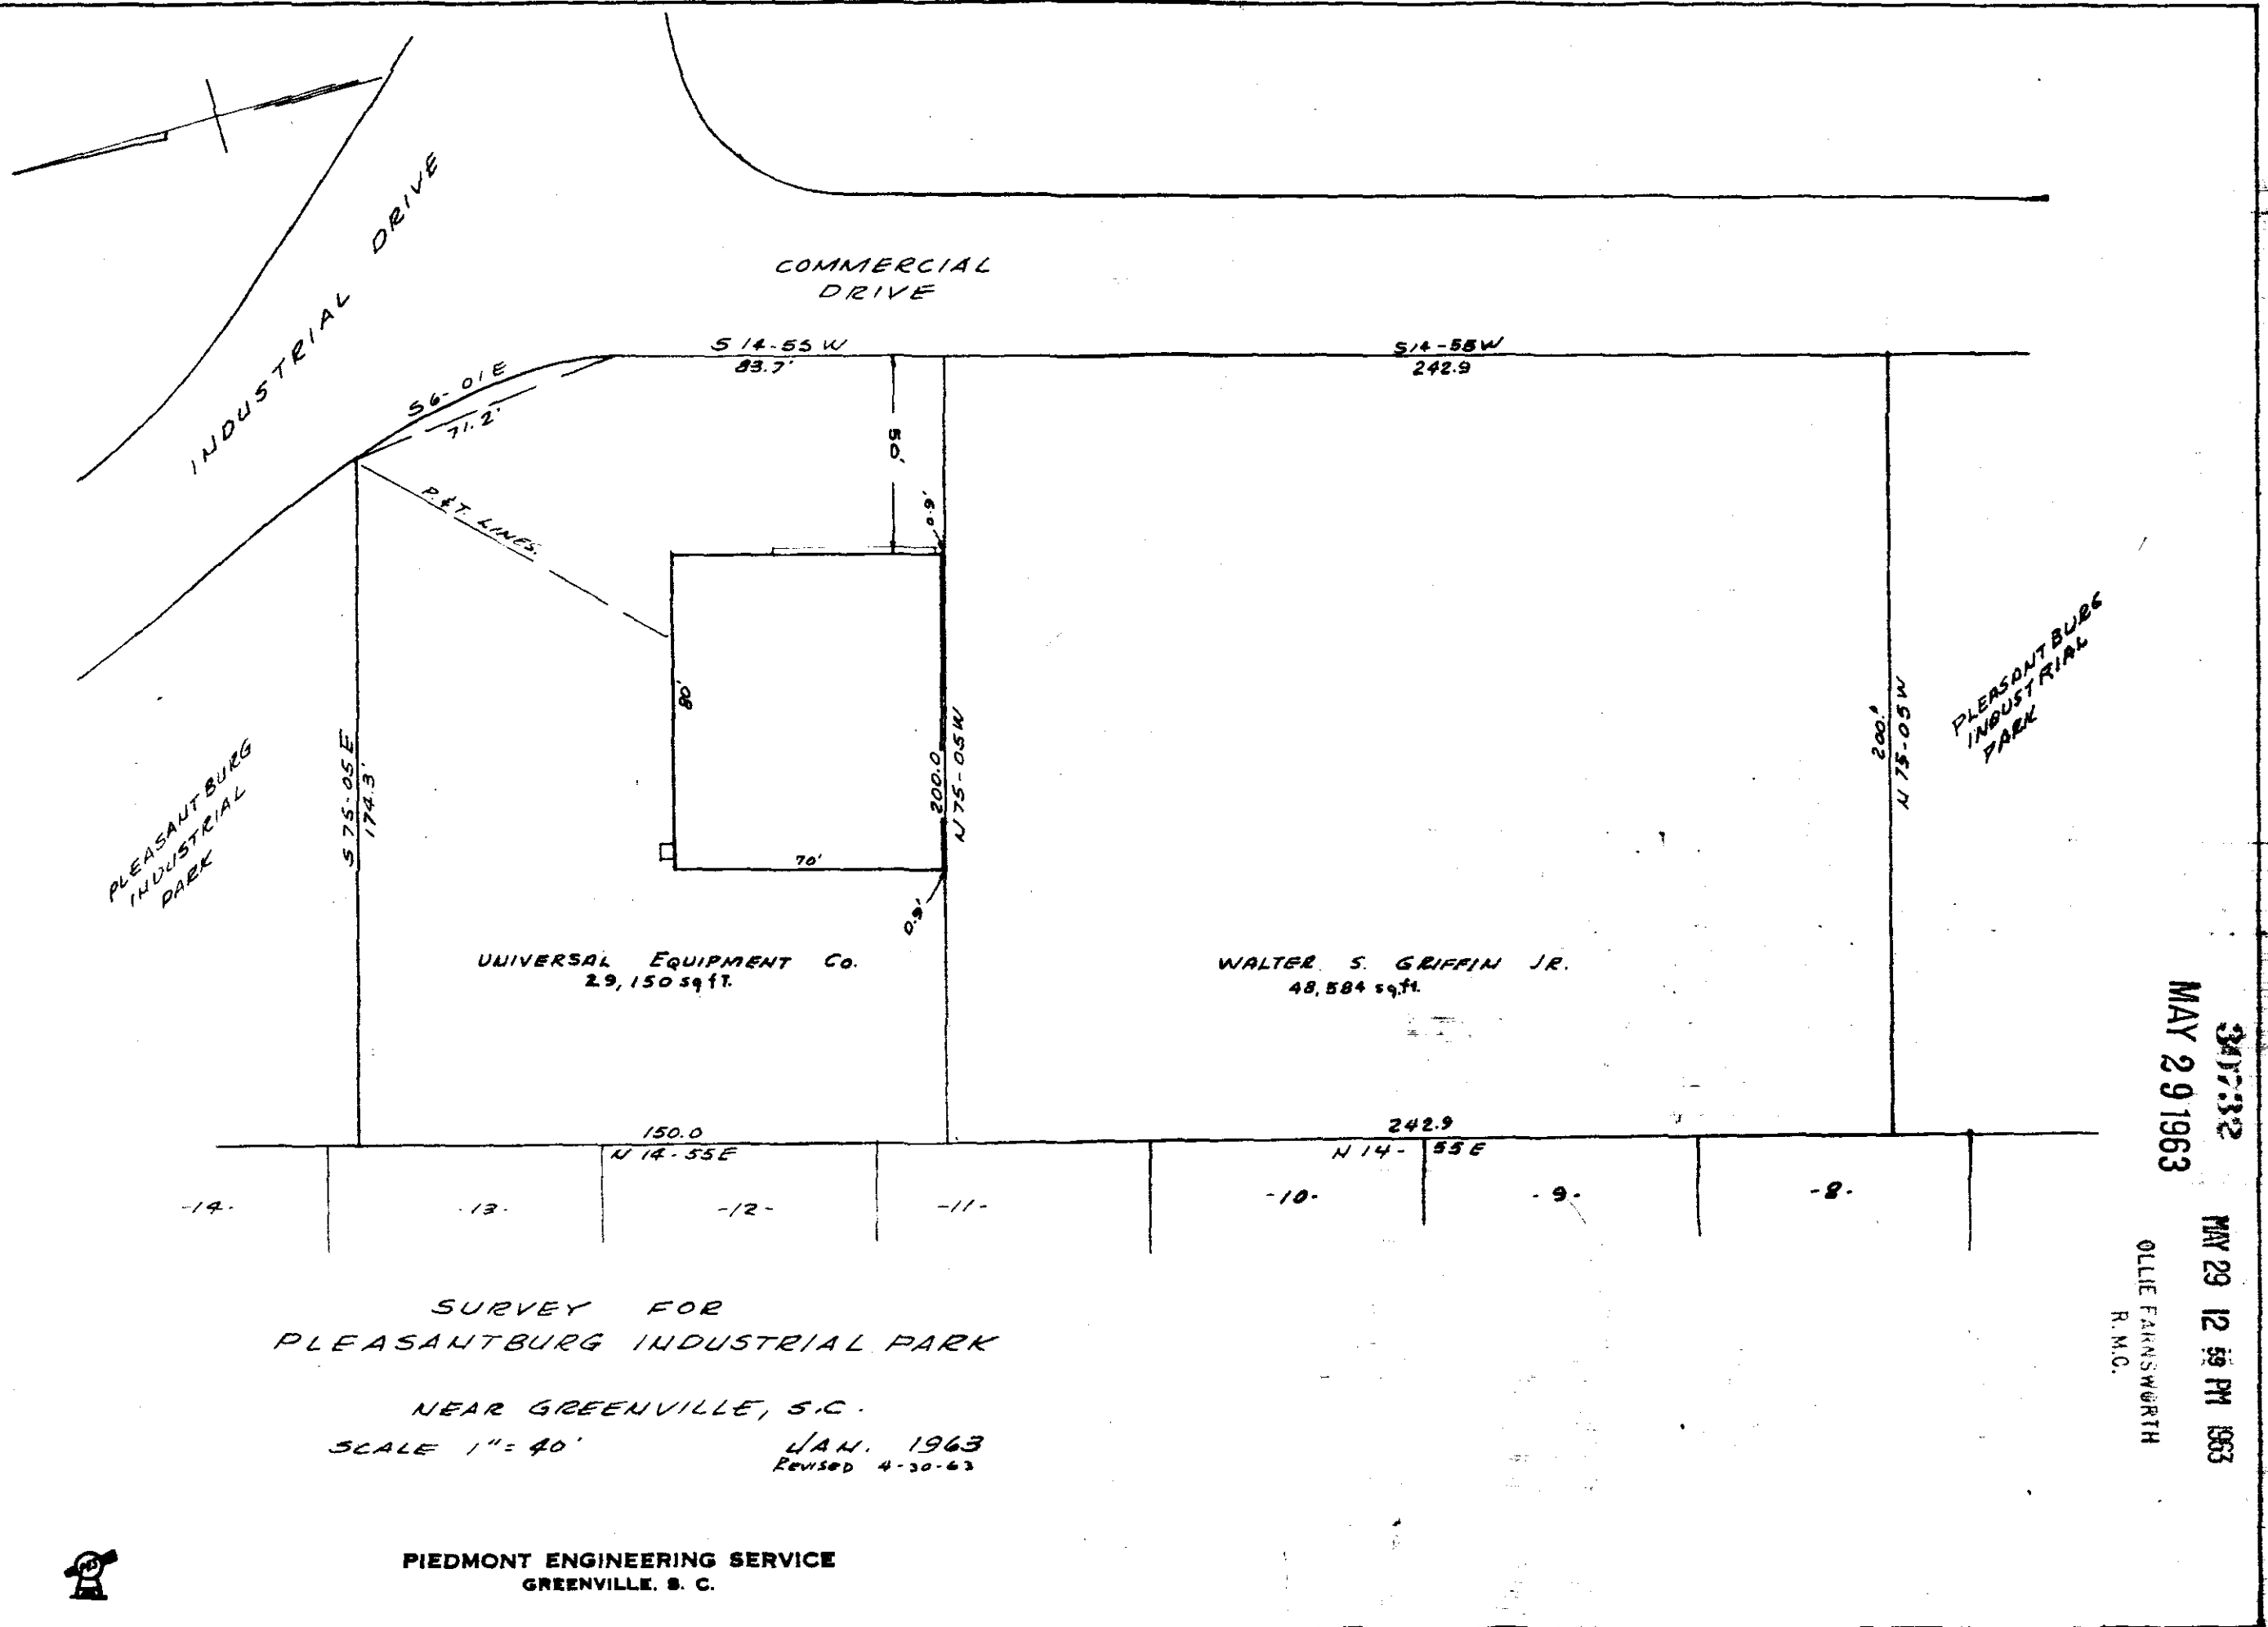 INDUSTRIAL DRIVE
COMMERCIAL
DRIVE
S 14-55 W
83.7'
S14-55W
242.9
S6-01E
71.2'
50'
0.9'
P.&T. LINES.
80'
70'
200.0
N 75-05W
0.9'
S 75-05 E
174.3'
200.'
N 75-05W
PLEASANTBURG
INDUSTRIAL
PARK
PLEASANTBURG
INDUSTRIAL
PARK
UNIVERSAL EQUIPMENT Co.
29,150 sq ft.
WALTER S. GRIFFIN JR.
48,584 sq.ft.
150.0
N 14-55E
242.9
N 14-55E
-14-
-13-
-12-
-11-
-10-
-9-
-8-
SURVEY FOR
PLEASANTBURG INDUSTRIAL PARK
NEAR GREENVILLE, S.C.
SCALE 1"= 40'
JAN. 1963
REVISED 4-30-63
PIEDMONT ENGINEERING SERVICE
GREENVILLE, S. C.
MAY 29 1963
MAY 29 12 59 PM 1963
OLLIE FARNSWORTH
R.M.C.